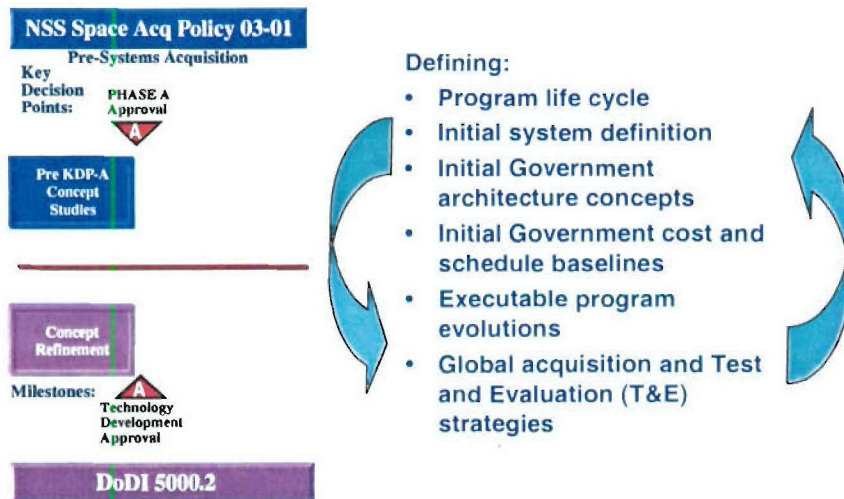 NSS Space Acq Policy 03-01
Pre-Systems Acquisition
Key
Decision
Points:
PHASE A
Approval
A
Pre KDP-A
Concept
Studies
Concept
Refinement
Milestones:
A
Technology
Development
Approval
DoDI 5000.2
Defining:
• Program life cycle
• Initial system definition
• Initial Government
architecture concepts
• Initial Government cost and
schedule baselines
• Executable program
evolutions
• Global acquisition and Test
and Evaluation (T&E)
strategies